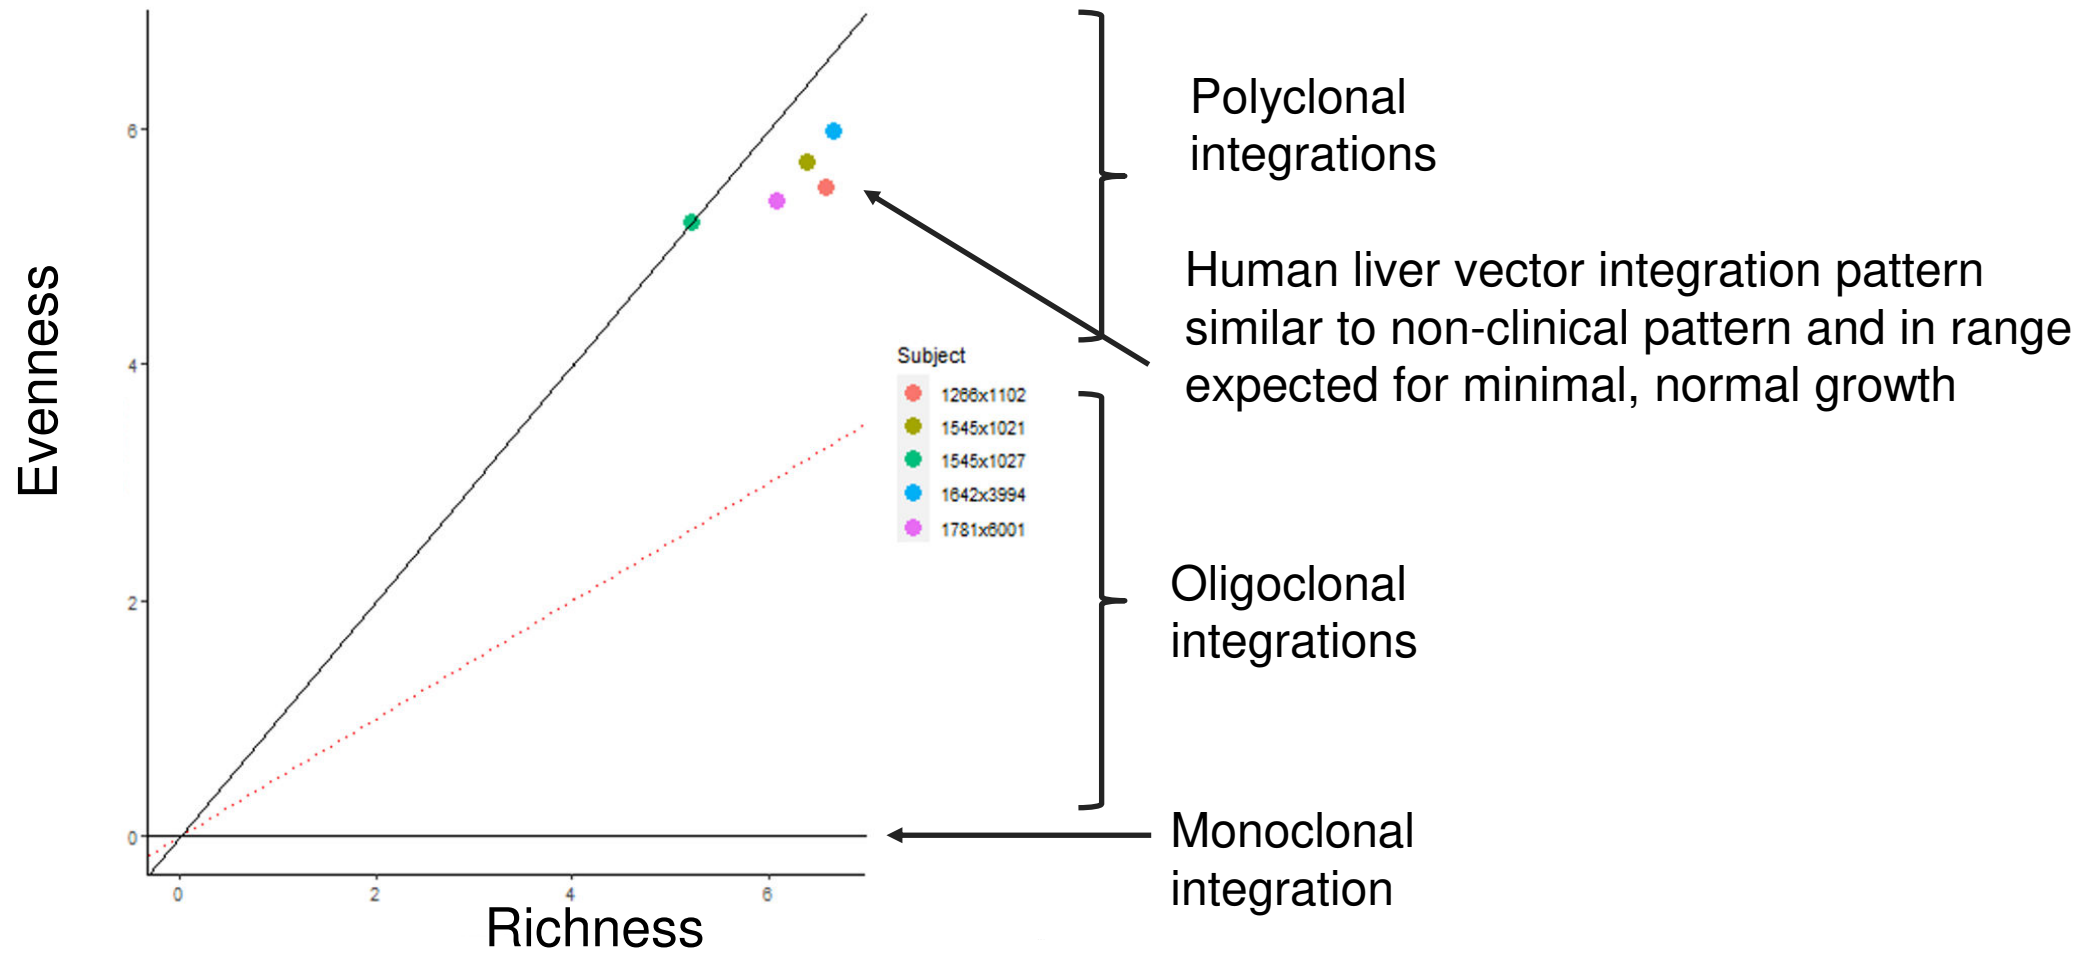 Evenness
6
4
2
0
0
2
4
6
Richness
Subject
1266x1102
1545x1021
1545x1027
1642x3994
1781x6001
Polyclonal
integrations
Human liver vector integration pattern
similar to non-clinical pattern and in range
expected for minimal, normal growth
Oligoclonal
integrations
Monoclonal
integration